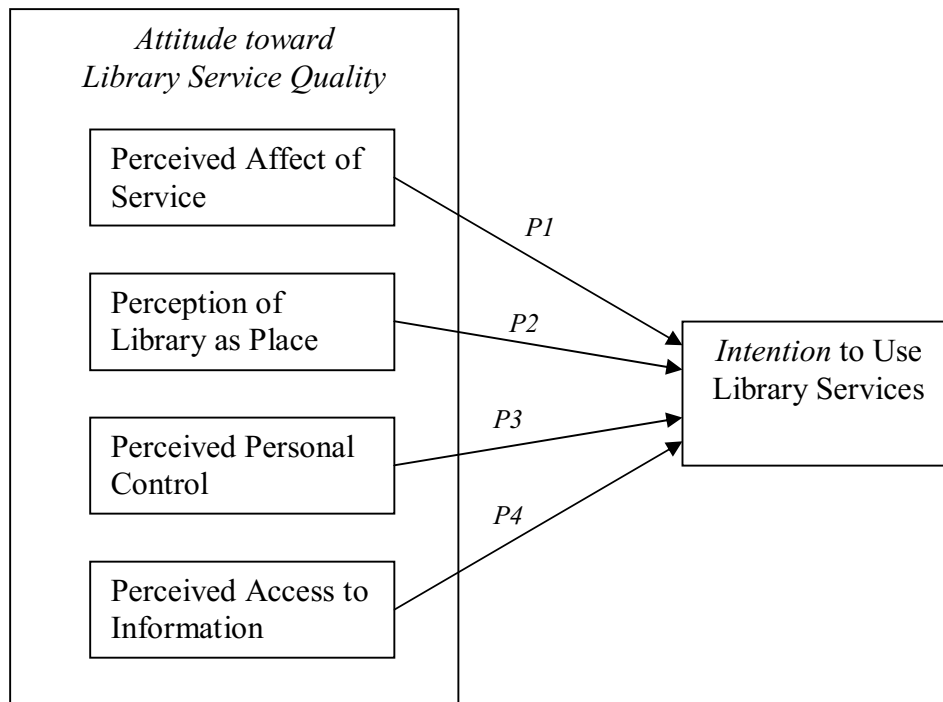 Attitude toward
Library Service Quality
Perceived Affect of
Service
P1
Perception of
Library as Place
P2
Intention to Use
Library Services
Perceived Personal
Control
P3
P4
Perceived Access to
Information